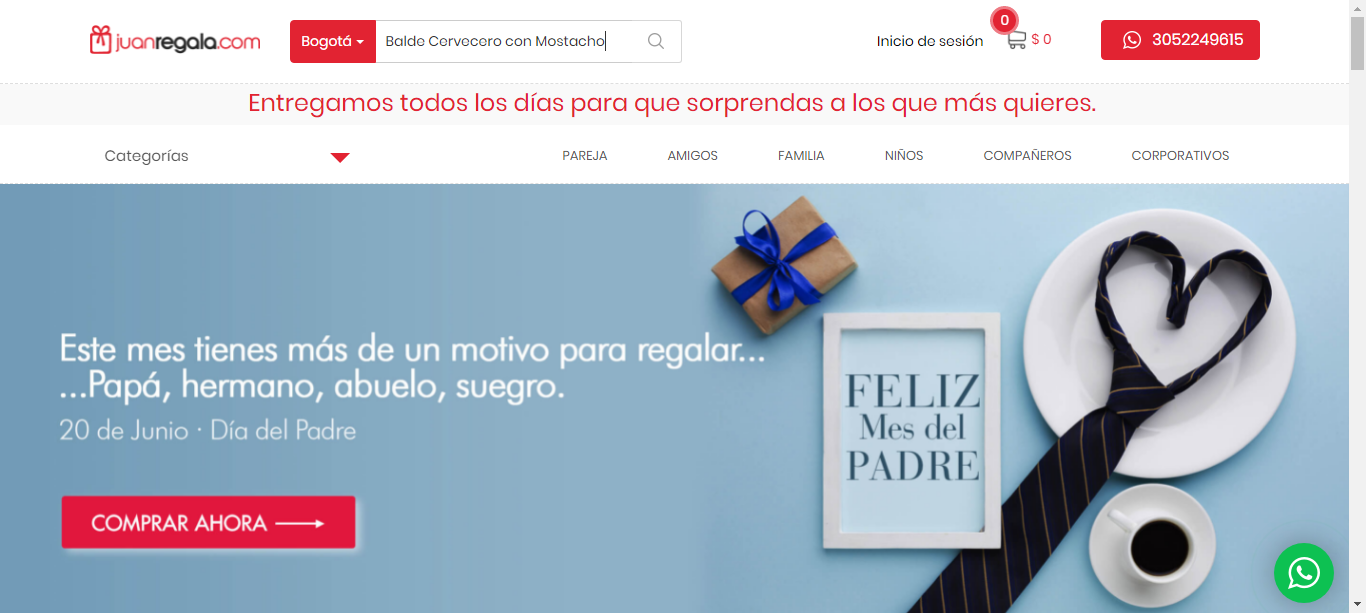 juanregala.com
Bogotá
Balde Cervecero con Mostacho
Inicio de sesión
0
$ 0
3052249615
Entregamos todos los días para que sorprendas a los que más quieres.
Categorías
PAREJA
AMIGOS
FAMILIA
NIÑOS
COMPAÑEROS
CORPORATIVOS
Este mes tienes más de un motivo para regalar...
...Papá, hermano, abuelo, suegro.
20 de Junio · Día del Padre
COMPRAR AHORA
FELIZ
Mes del
PADRE